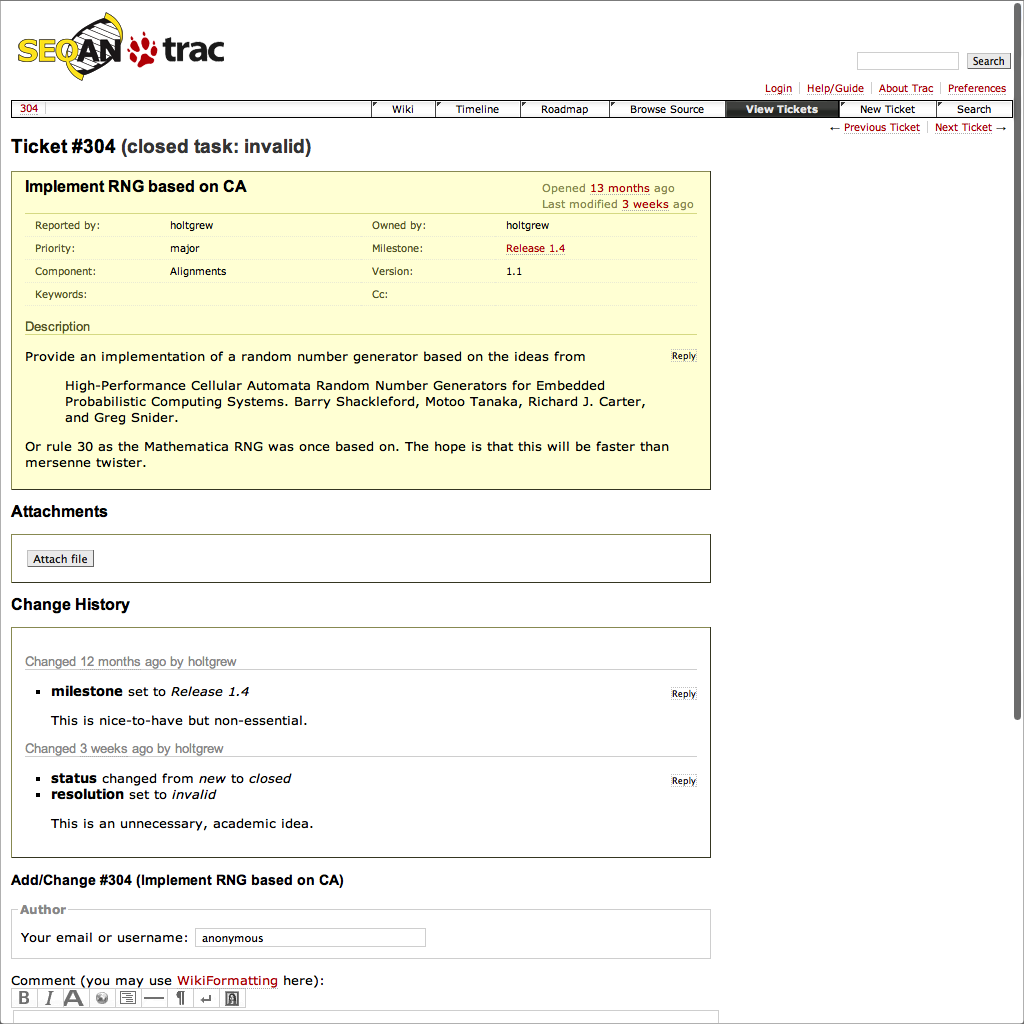 SEQAN trac
Search
Login Help/Guide About Trac Preferences
304 Wiki Timeline Roadmap Browse Source View Tickets New Ticket Search
← Previous Ticket Next Ticket →
Ticket #304 (closed task: invalid)
Implement RNG based on CA
Opened 13 months ago
Last modified 3 weeks ago
Reported by: holtgrew Owned by: holtgrew
Priority: major Milestone: Release 1.4
Component: Alignments Version: 1.1
Keywords: Cc:
Description
Provide an implementation of a random number generator based on the ideas from Reply
High-Performance Cellular Automata Random Number Generators for Embedded
Probabilistic Computing Systems. Barry Shackleford, Motoo Tanaka, Richard J. Carter,
and Greg Snider.
Or rule 30 as the Mathematica RNG was once based on. The hope is that this will be faster than
mersenne twister.
Attachments
Attach file
Change History
Changed 12 months ago by holtgrew
milestone set to Release 1.4 Reply
This is nice-to-have but non-essential.
Changed 3 weeks ago by holtgrew
status changed from new to closed Reply
resolution set to invalid
This is an unnecessary, academic idea.
Add/Change #304 (Implement RNG based on CA)
Author
Your email or username: anonymous
Comment (you may use WikiFormatting here):
B I A ¶ ↵